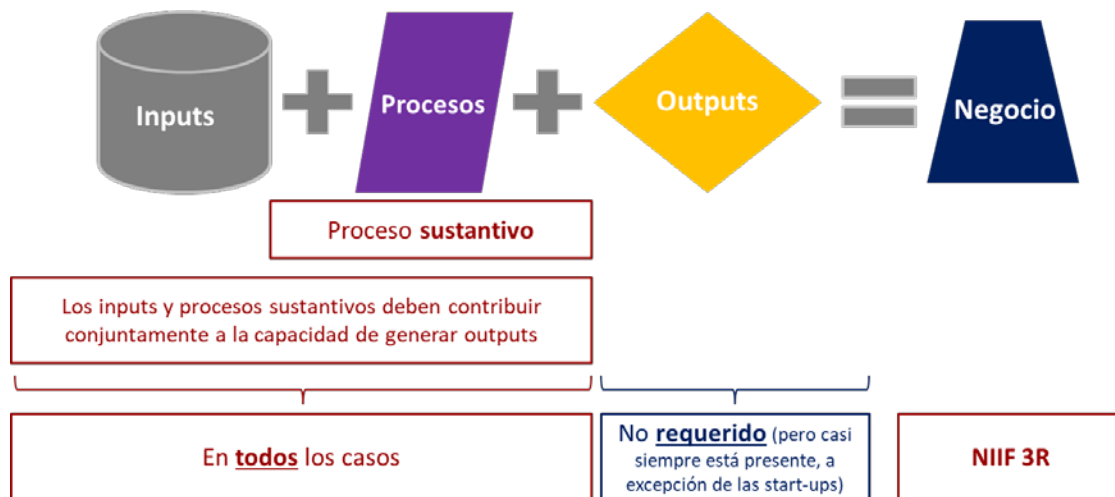 Inputs
Procesos
Outputs
Negocio
Proceso sustantivo
Los inputs y procesos sustantivos deben contribuir
conjuntamente a la capacidad de generar outputs
En todos los casos
No requerido (pero casi
siempre está presente, a
excepción de las start-ups)
NIIF 3R